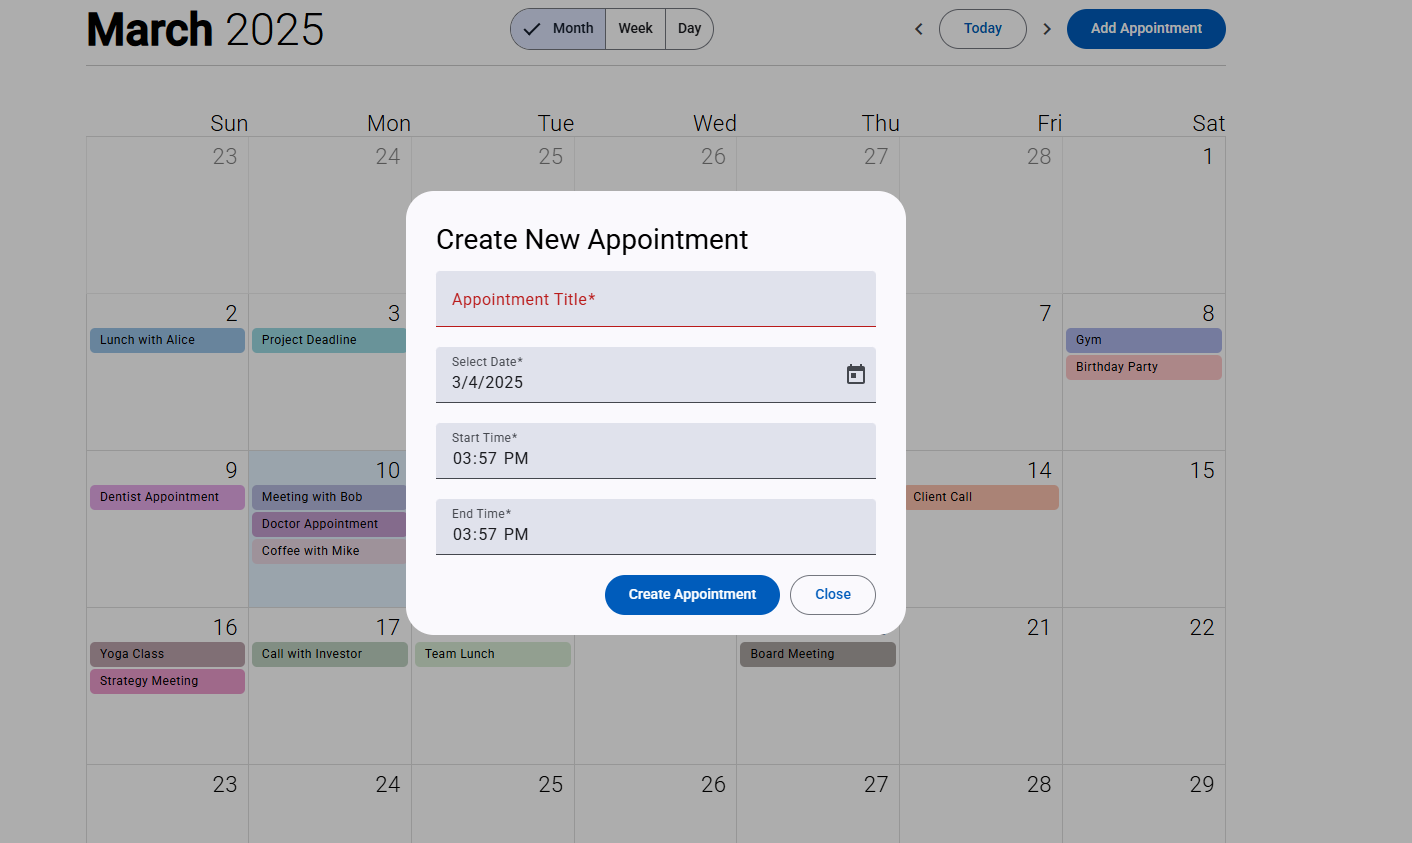 March 2025
Month Week Day
Today
Add Appointment
Sun Mon Tue Wed Thu Fri Sat
23 24 25 26 27 28 1
Create New Appointment
Appointment Title*
Select Date*
3/4/2025
Start Time*
03:57 PM
End Time*
03:57 PM
Create Appointment Close
2 3 7 8
Lunch with Alice Project Deadline Gym
Birthday Party
9 10 14 15
Dentist Appointment Meeting with Bob Client Call
Doctor Appointment
Coffee with Mike
16 17 21 22
Yoga Class Call with Investor Team Lunch Board Meeting
Strategy Meeting
23 24 25 26 27 28 29